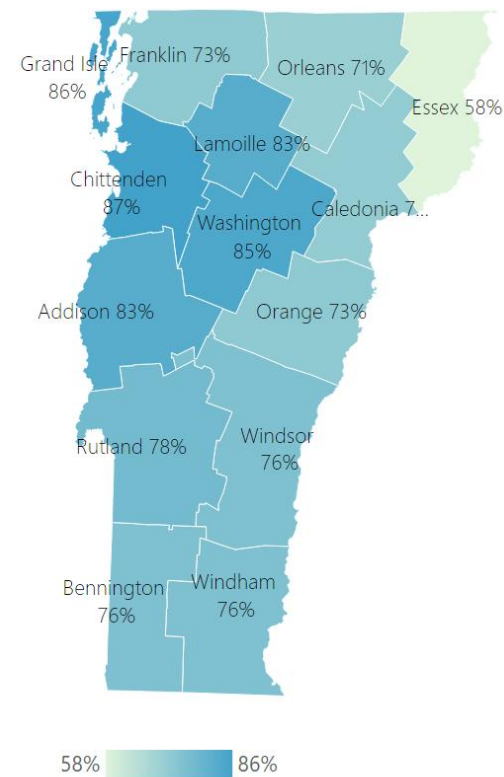 Franklin 73%
Grand Isle
86%
Orleans 71%
Essex 58%
Lamoille 83%
Chittenden
87%
Caledonia 7...
Washington
85%
Addison 83%
Orange 73%
Rutland 78%
Windsor
76%
Bennington
76%
Windham
76%
58%
86%